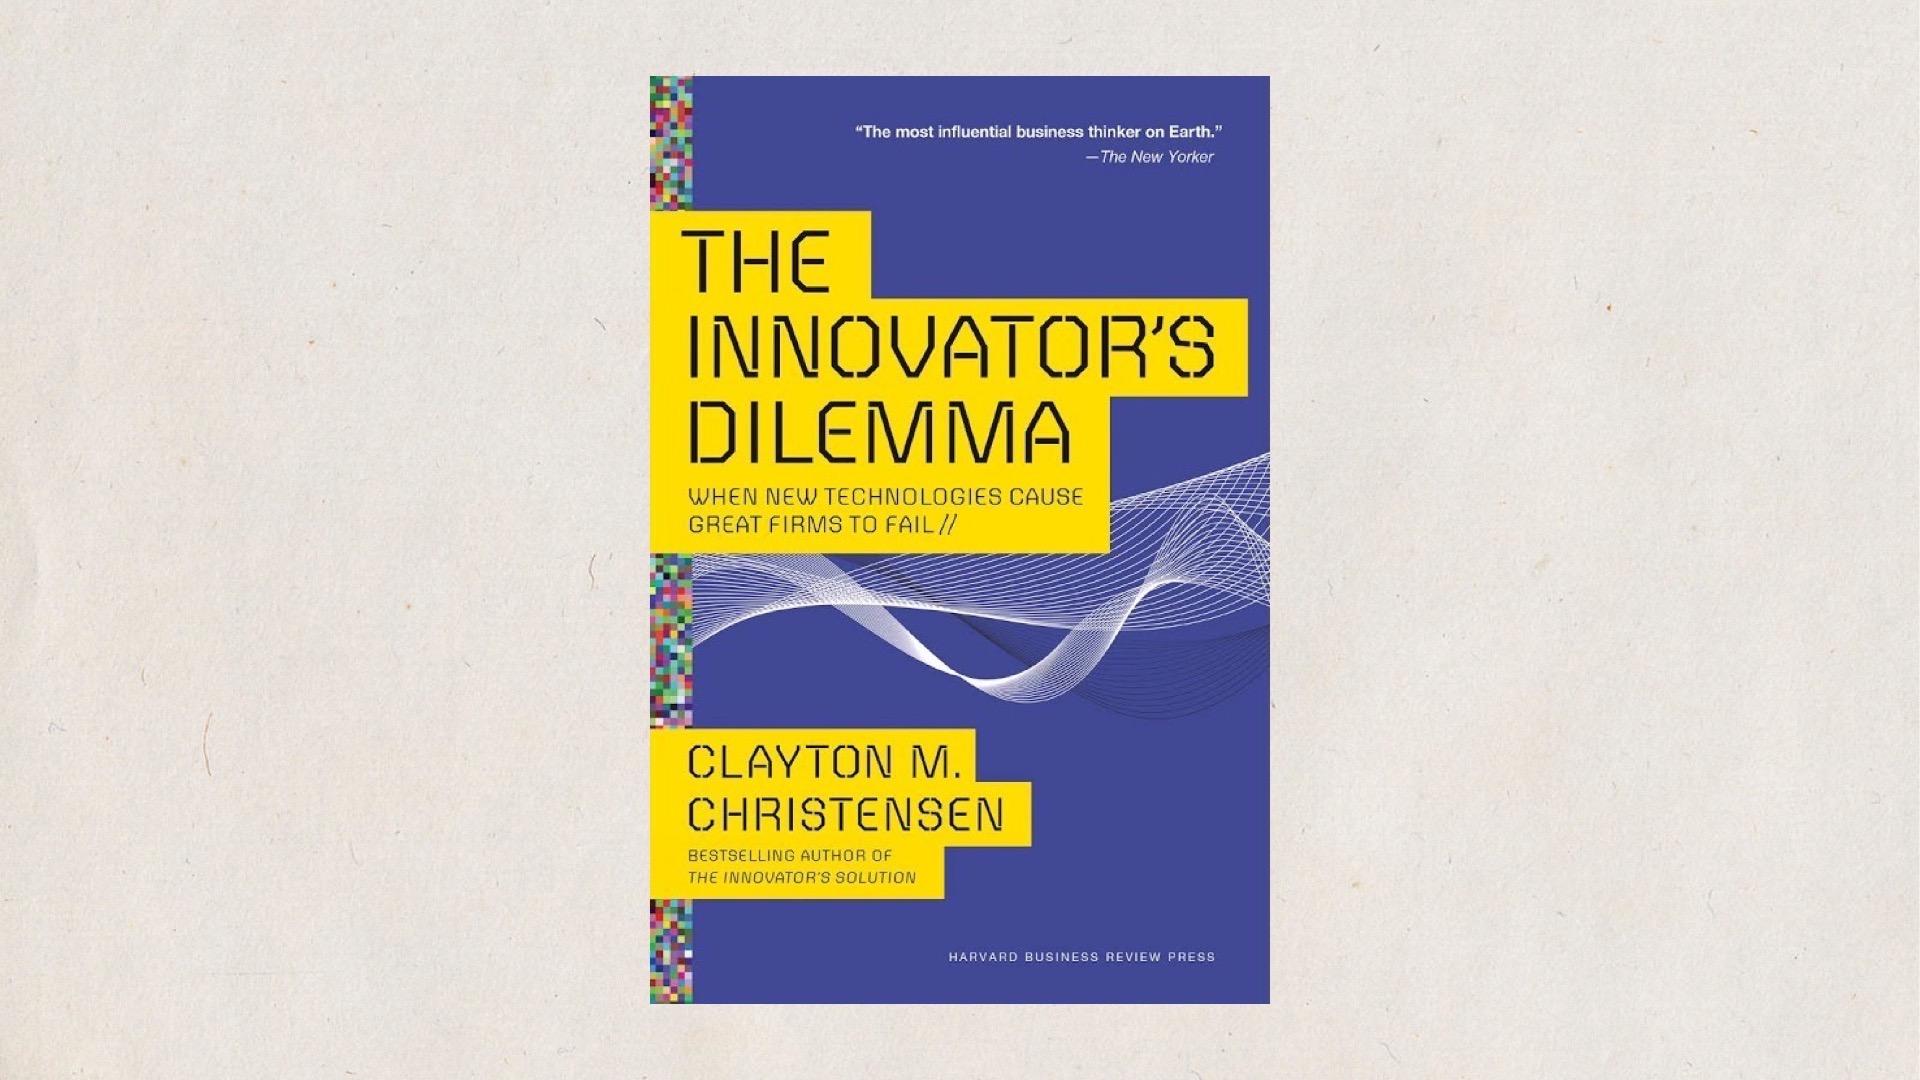 “The most influential business thinker on Earth.”
—The New Yorker
THE
INNOVATOR’S
DILEMMA
WHEN NEW TECHNOLOGIES CAUSE
GREAT FIRMS TO FAIL //
CLAYTON M.
CHRISTENSEN
BESTSELLING AUTHOR OF
THE INNOVATOR’S SOLUTION
HARVARD BUSINESS REVIEW PRESS